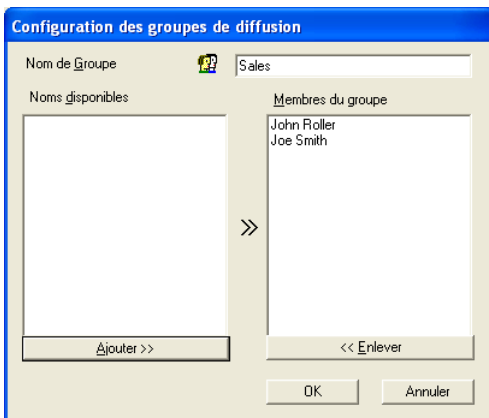 Configuration des groupes de diffusion
Nom de Groupe
Sales
Noms disponibles
Membres du groupe
John Roller
Joe Smith
>>
Ajouter >>
<< Enlever
OK
Annuler